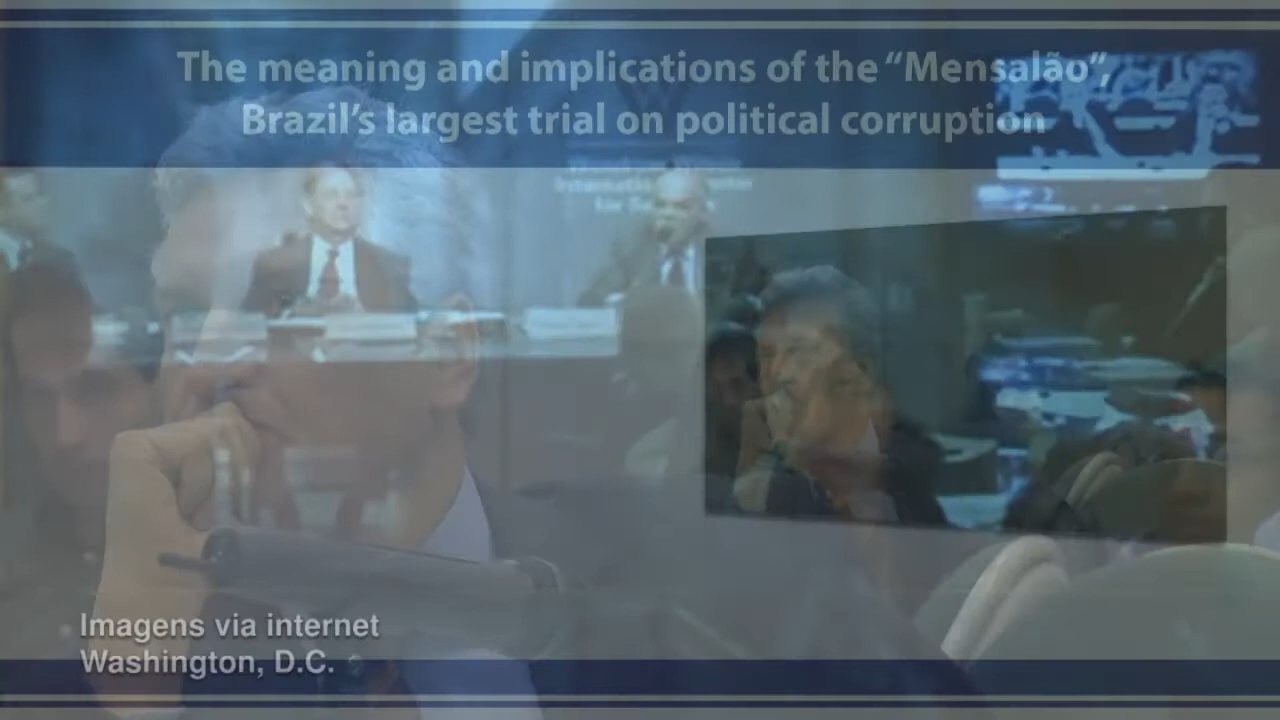 The meaning and implications of the “Mensalão”,
Brazil’s largest trial on political corruption
Imagens via internet
Washington, D.C.